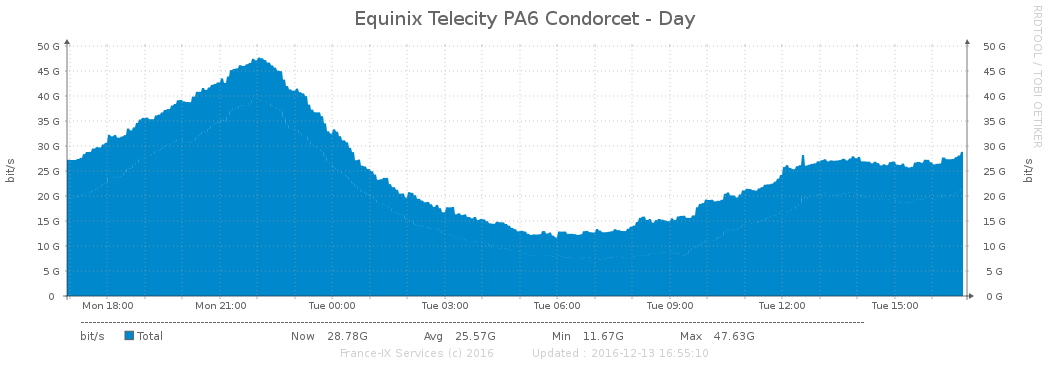 Equinix Telecity PA6 Condorcet - Day
RRDTOOL / TOBI OETIKER
50 G 50 G
45 G 45 G
40 G 40 G
35 G 35 G
30 G 30 G
25 G 25 G
20 G 20 G
15 G 15 G
10 G 10 G
5 G 5 G
0 0 G
bit/s bit/s
Mon 18:00 Mon 21:00 Tue 00:00 Tue 03:00 Tue 06:00 Tue 09:00 Tue 12:00 Tue 15:00
bit/s Total Now 28.78G Avg 25.57G Min 11.67G Max 47.63G
France-IX Services (c) 2016 Updated : 2016-12-13 16:55:10